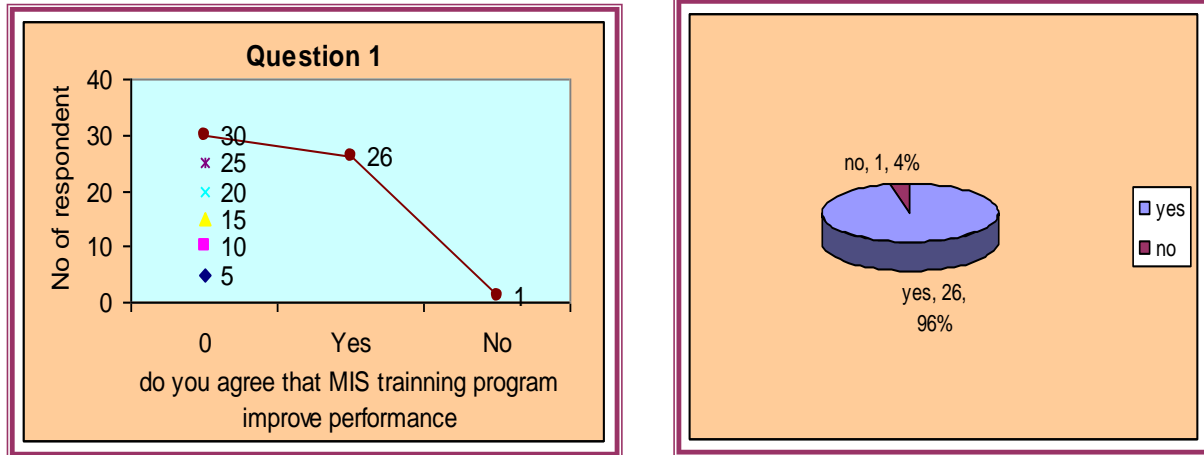 Question 1
No of respondent
40
30
20
10
0
30
25
20
15
10
5
26
1
0 Yes No
do you agree that MIS trainning program
improve performance
no, 1, 4%
yes, 26,
96%
yes
no